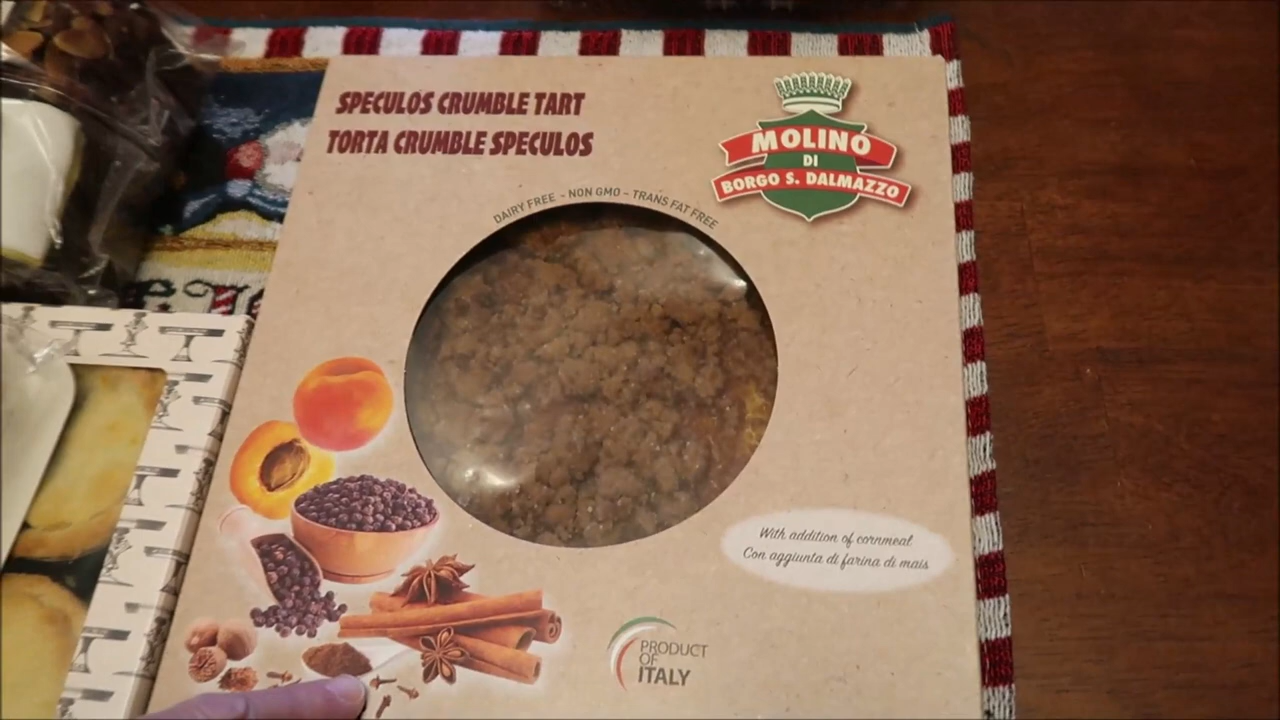 SPECULOS CRUMBLE TART
TORTA CRUMBLE SPECULOS
MOLINO
DI
BORGO S. DALMAZZO
DAIRY FREE - NON GMO - TRANS FAT FREE
With addition of cornmeal
Con aggiunta di farina di mais
PRODUCT
OF
ITALY